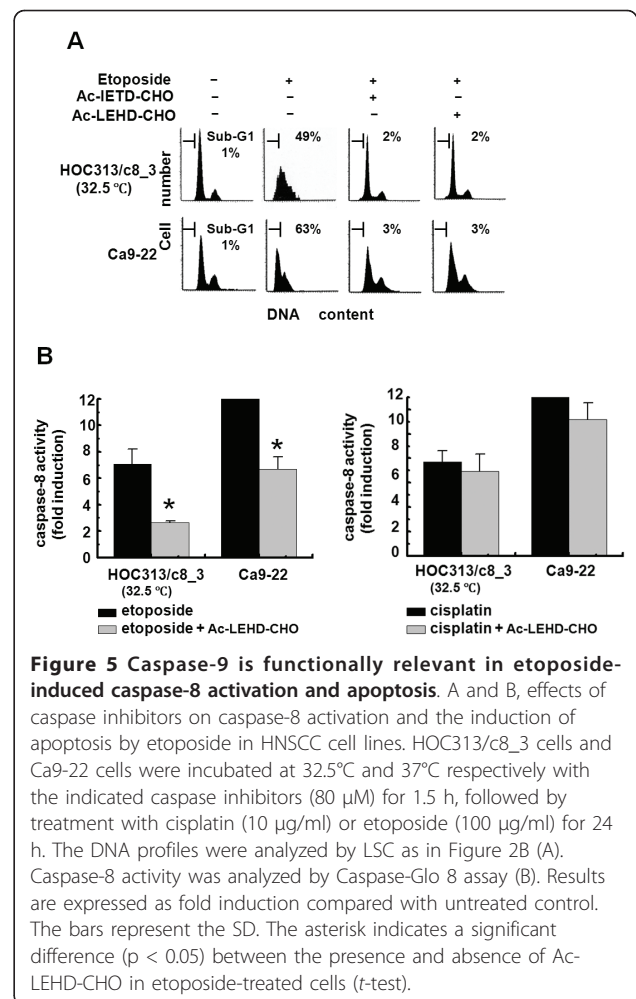 A
Etoposide – + + +
Ac-IETD-CHO – – + –
Ac-LEHD-CHO – – – +
HOC313/c8_3
(32.5 °C)
Sub-G1
1%
49%
2%
2%
Cell number
Ca9-22
Sub-G1
1%
63%
3%
3%
DNA content
B
caspase-8 activity
(fold induction)
12
10
8
6
4
2
0
*
*
HOC313/c8_3
(32.5 °C)
Ca9-22
etoposide
etoposide + Ac-LEHD-CHO
caspase-8 activity
(fold induction)
12
10
8
6
4
2
0
HOC313/c8_3
(32.5 °C)
Ca9-22
cisplatin
cisplatin + Ac-LEHD-CHO
Figure 5 Caspase-9 is functionally relevant in etoposide-
induced caspase-8 activation and apoptosis. A and B, effects of
caspase inhibitors on caspase-8 activation and the induction of
apoptosis by etoposide in HNSCC cell lines. HOC313/c8_3 cells and
Ca9-22 cells were incubated at 32.5°C and 37°C respectively with
the indicated caspase inhibitors (80 μM) for 1.5 h, followed by
treatment with cisplatin (10 μg/ml) or etoposide (100 μg/ml) for 24
h. The DNA profiles were analyzed by LSC as in Figure 2B (A).
Caspase-8 activity was analyzed by Caspase-Glo 8 assay (B). Results
are expressed as fold induction compared with untreated control.
The bars represent the SD. The asterisk indicates a significant
difference (p < 0.05) between the presence and absence of Ac-
LEHD-CHO in etoposide-treated cells (t-test).